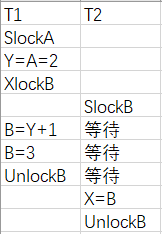 T1 T2
SlockA
Y=A=2
XlockB
SlockB
B=Y+1 等待
B=3 等待
UnlockB 等待
X=B
UnlockB